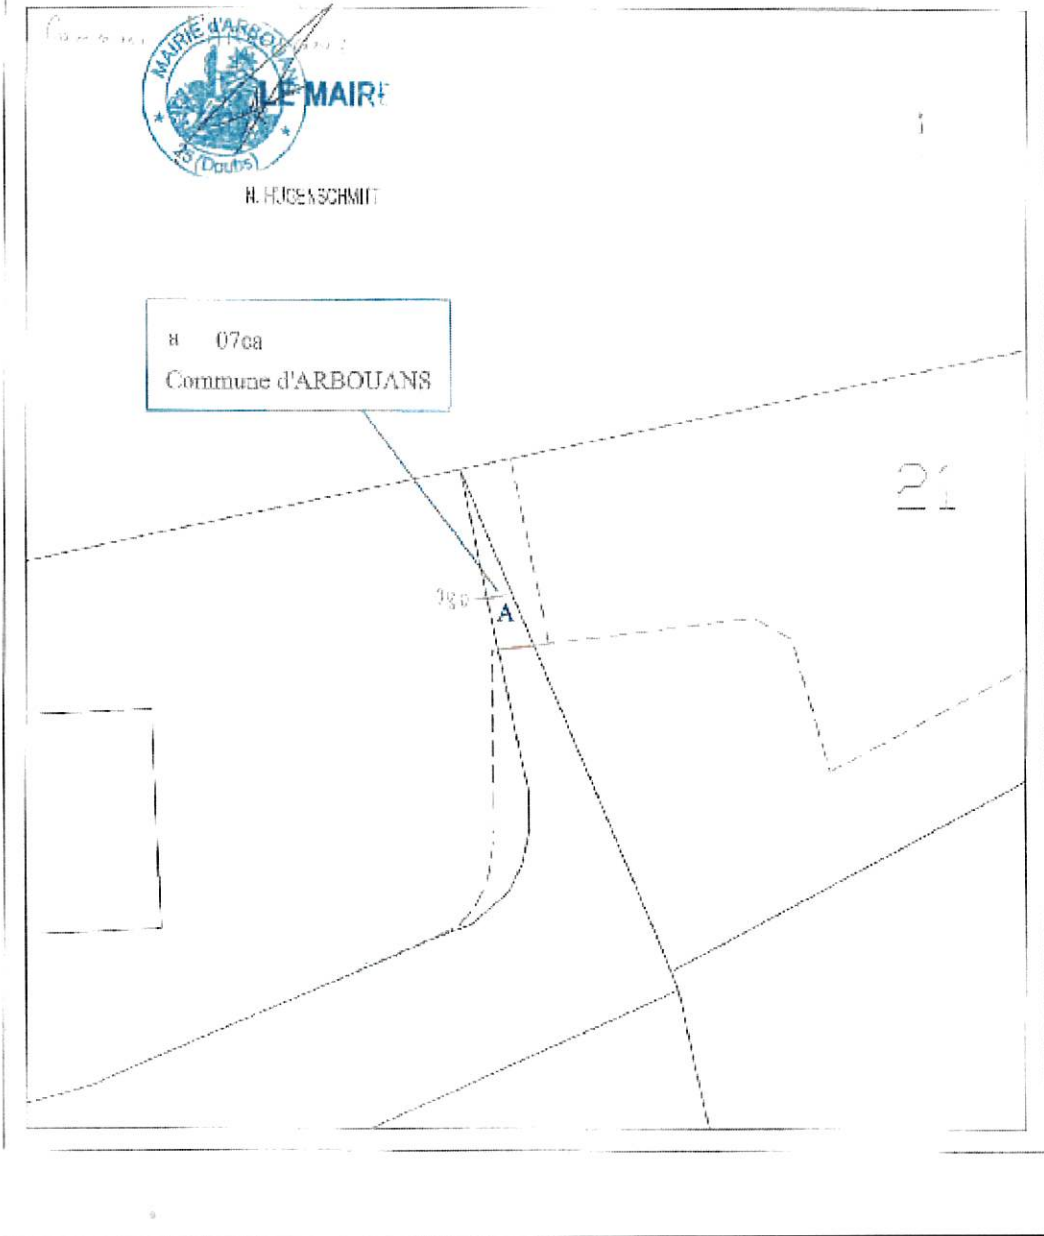 MAIRIE d'ARBOUANS
LE MAIRE
25 (Doubs)
N. HUGENSCHMITT
a 07ca
Commune d'ARBOUANS
21
A